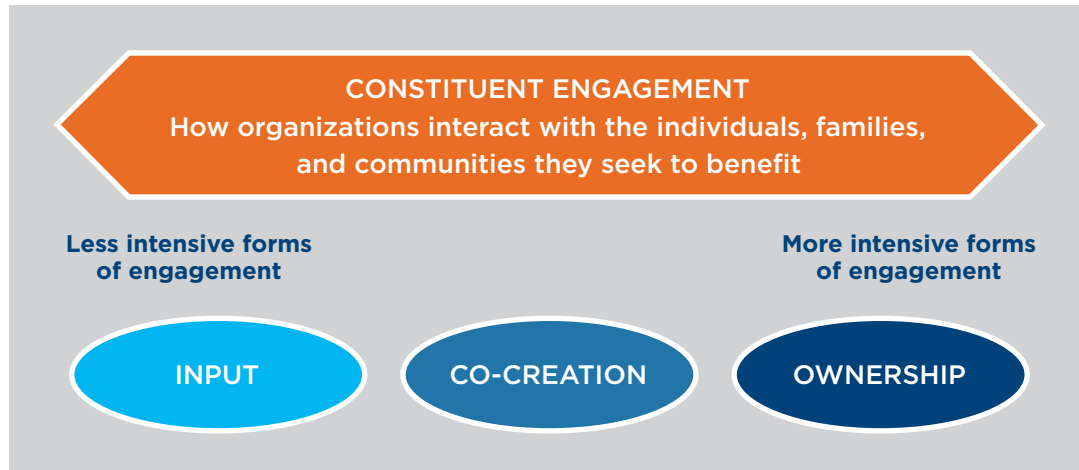 CONSTITUENT ENGAGEMENT
How organizations interact with the individuals, families,
and communities they seek to benefit
Less intensive forms
of engagement
More intensive forms
of engagement
INPUT
CO-CREATION
OWNERSHIP